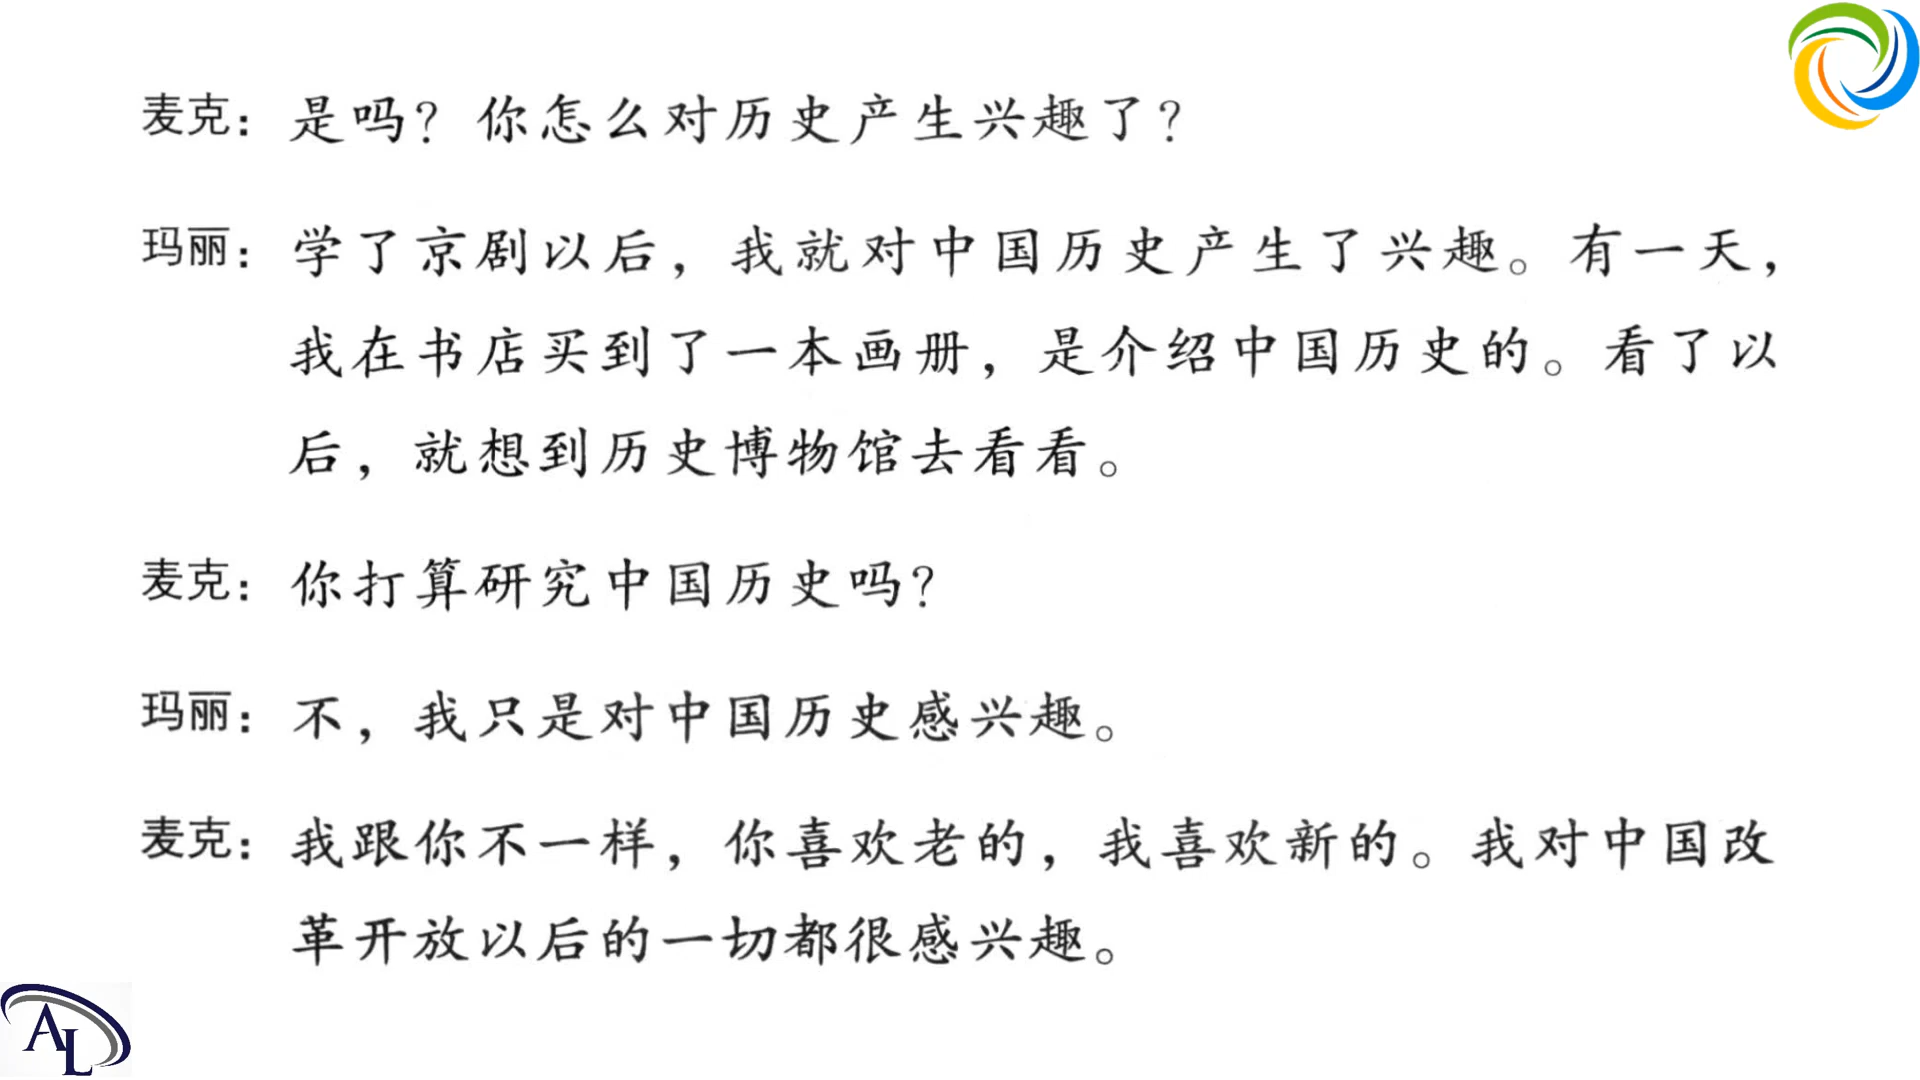 麦克：是吗？你怎么对历史产生兴趣了？
玛丽：学了京剧以后，我就对中国历史产生了兴趣。有一天，
我在书店买到了一本画册，是介绍中国历史的。看了以
后，就想到历史博物馆去看看。
麦克：你打算研究中国历史吗？
玛丽：不，我只是对中国历史感兴趣。
麦克：我跟你不一样，你喜欢老的，我喜欢新的。我对中国改
革开放以后的一切都很感兴趣。
AL